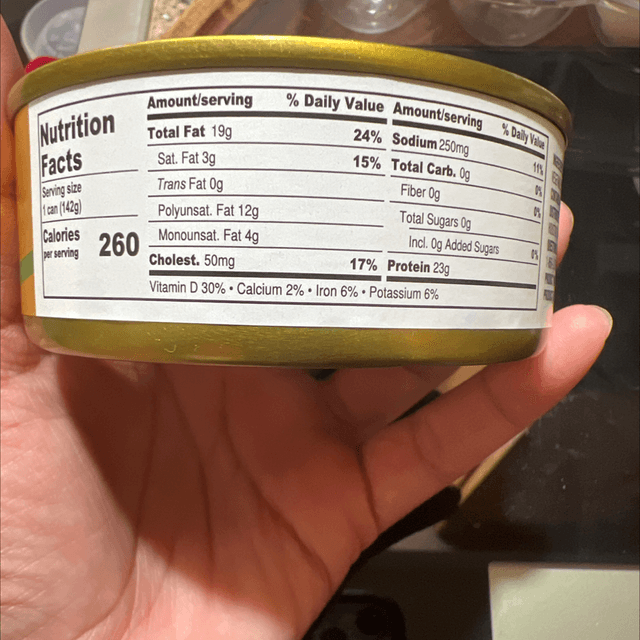 Nutrition
Facts
Serving size
1 can (142g)
Calories
per serving 260
Amount/serving % Daily Value
Total Fat 19g 24%
Sat. Fat 3g 15%
Trans Fat 0g
Polyunsat. Fat 12g
Monounsat. Fat 4g
Cholest. 50mg 17%
Amount/serving % Daily Value
Sodium 250mg 11%
Total Carb. 0g 0%
Fiber 0g 0%
Total Sugars 0g
Incl. 0g Added Sugars 0%
Protein 23g
Vitamin D 30% • Calcium 2% • Iron 6% • Potassium 6%